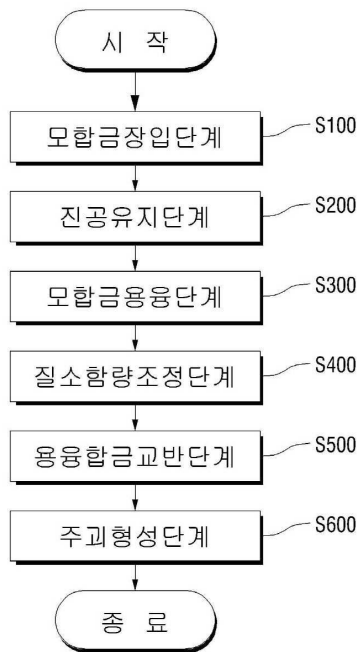 시 작
모합금장입단계
S100
진공유지단계
S200
모합금용융단계
S300
질소함량조정단계
S400
용융합금교반단계
S500
주괴형성단계
S600
종 료